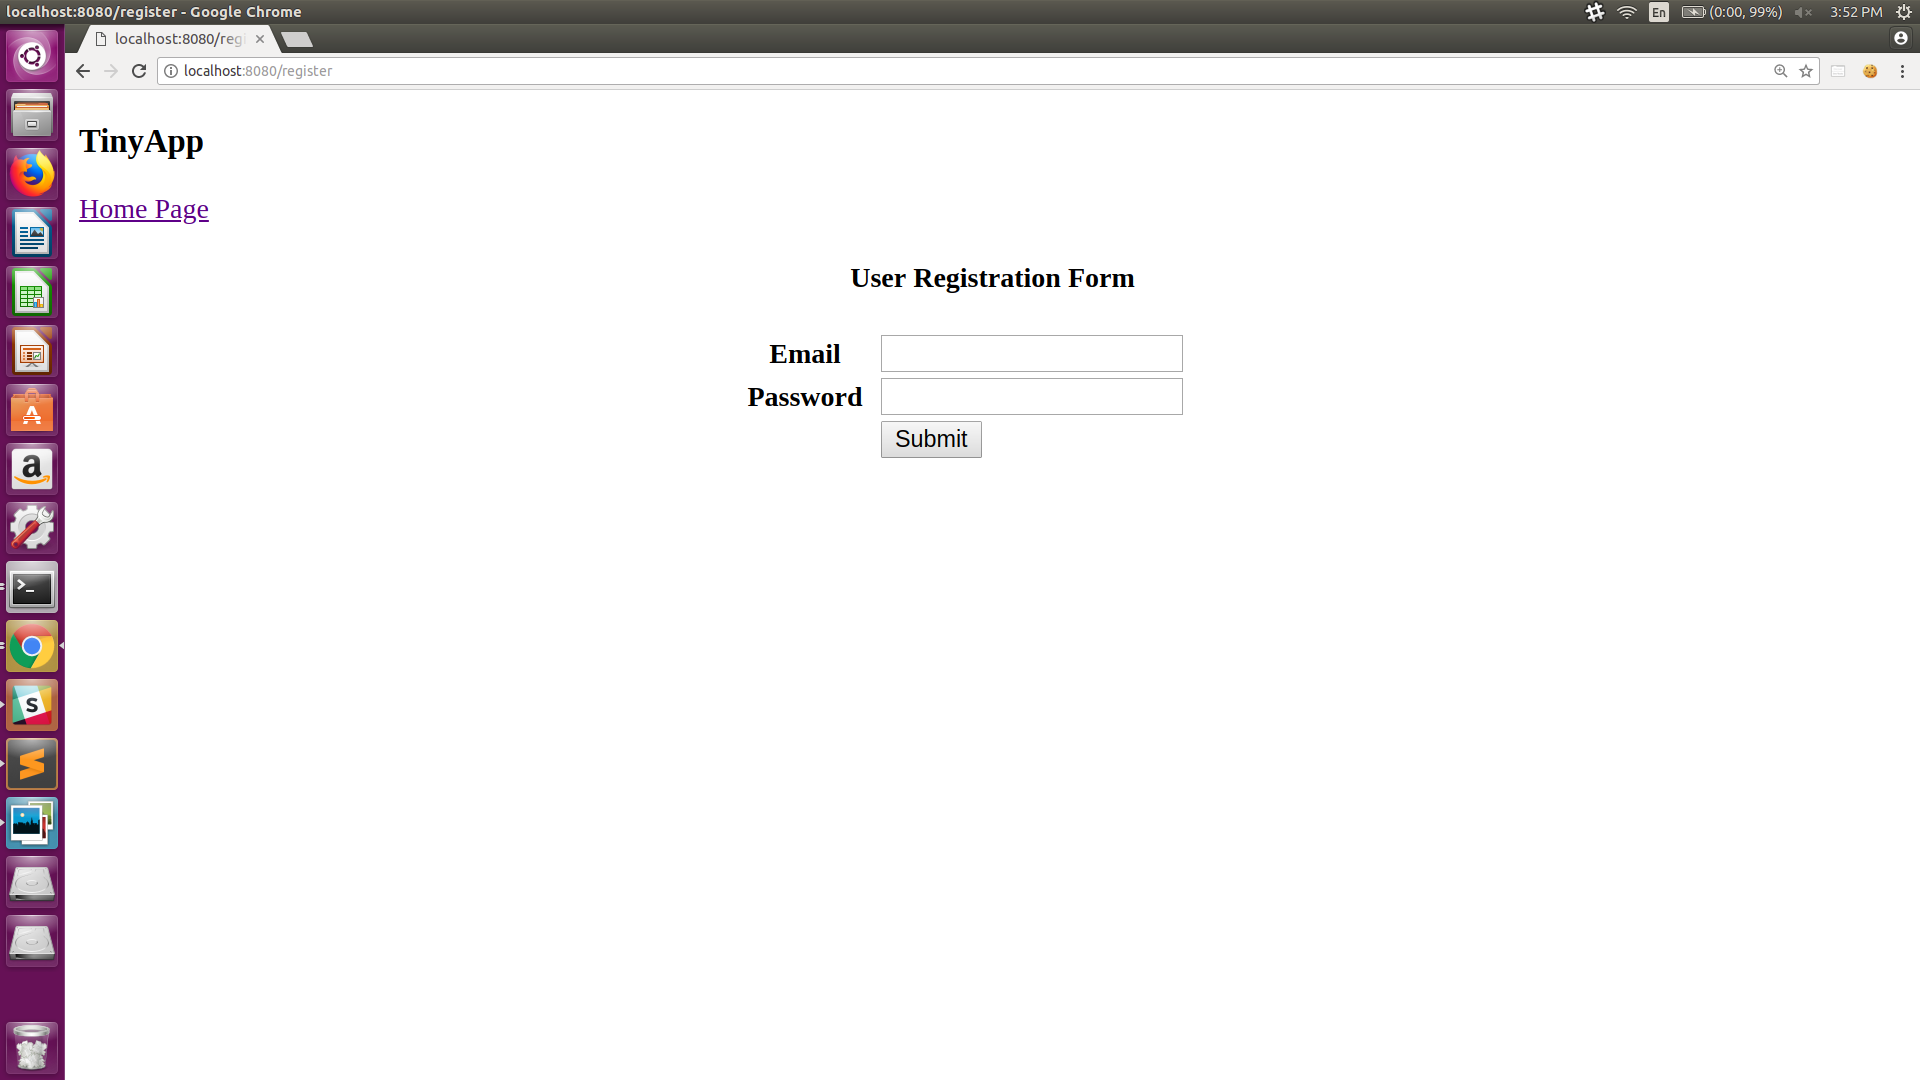 localhost:8080/register - Google Chrome
En
(0:00, 99%)
3:52 PM
localhost:8080/reg
localhost:8080/register
TinyApp
Home Page
User Registration Form
Email
Password
Submit